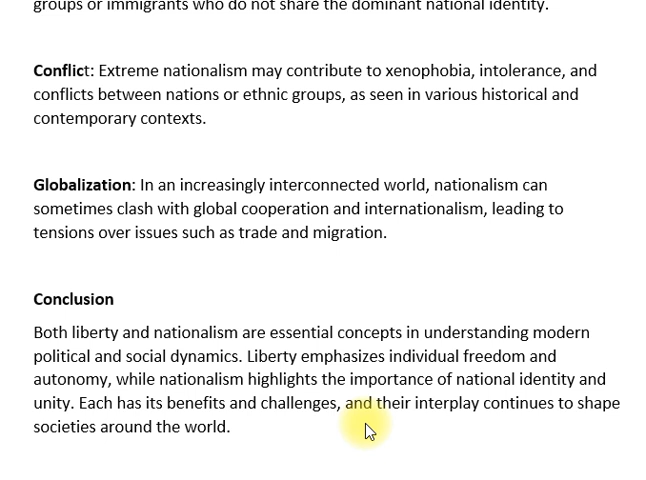 groups or immigrants who do not share the dominant national identity.
Conflict: Extreme nationalism may contribute to xenophobia, intolerance, and
conflicts between nations or ethnic groups, as seen in various historical and
contemporary contexts.
Globalization: In an increasingly interconnected world, nationalism can
sometimes clash with global cooperation and internationalism, leading to
tensions over issues such as trade and migration.
Conclusion
Both liberty and nationalism are essential concepts in understanding modern
political and social dynamics. Liberty emphasizes individual freedom and
autonomy, while nationalism highlights the importance of national identity and
unity. Each has its benefits and challenges, and their interplay continues to shape
societies around the world.